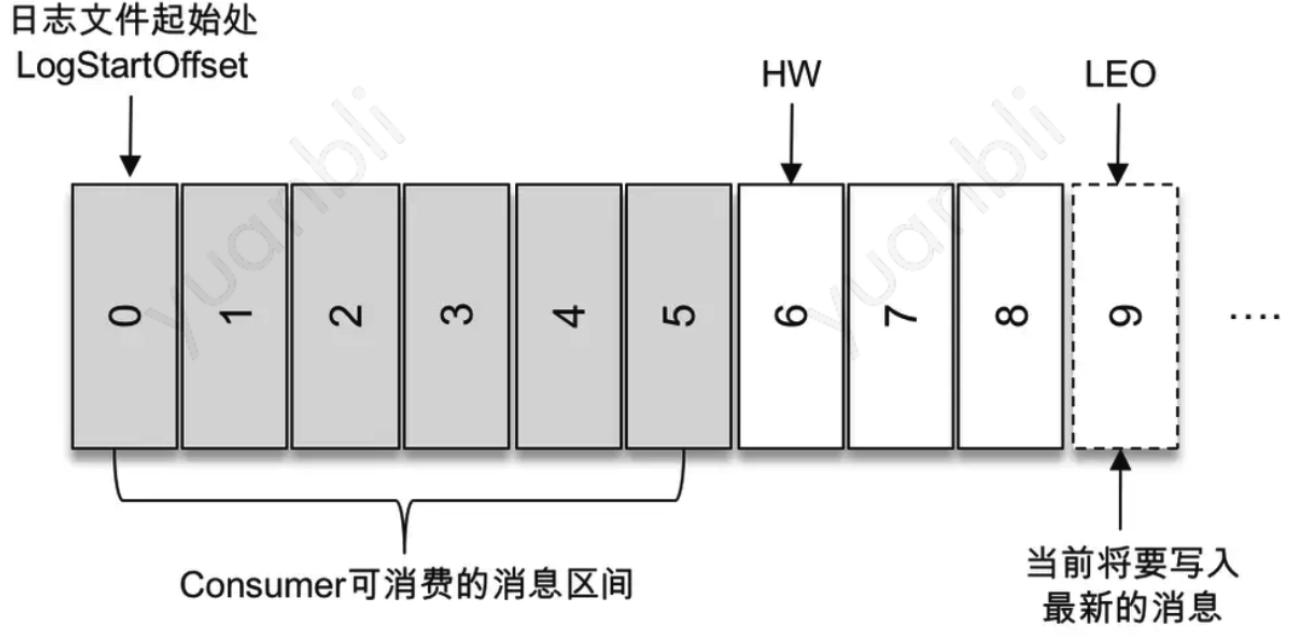 日志文件起始处
LogStartOffset
HW
LEO
0 1 2 3 4 5 6 7 8 9 ....
Consumer可消费的消息区间
当前将要写入
最新的消息
yuanbli
yuanbli